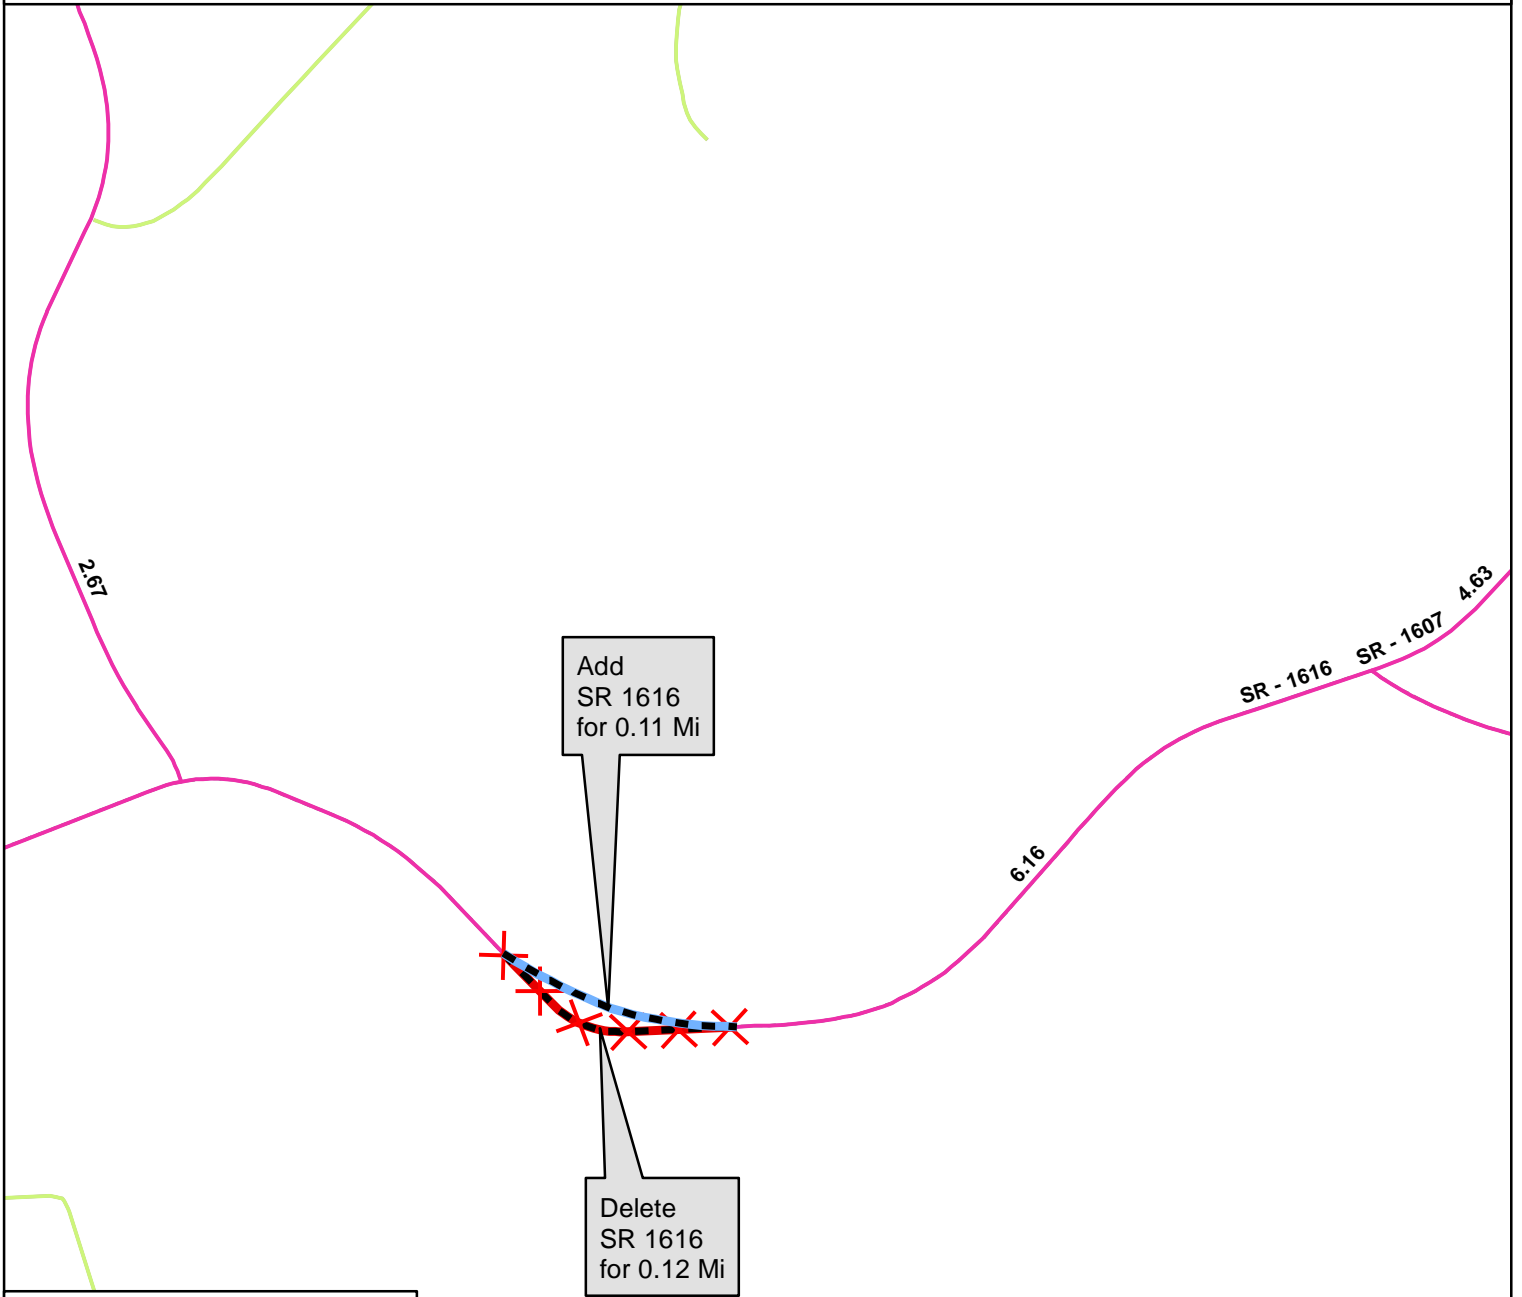 2.67
4.63
SR - 1607
SR - 1616
Add
SR 1616
for 0.11 Mi
6.16
Delete
SR 1616
for 0.12 Mi